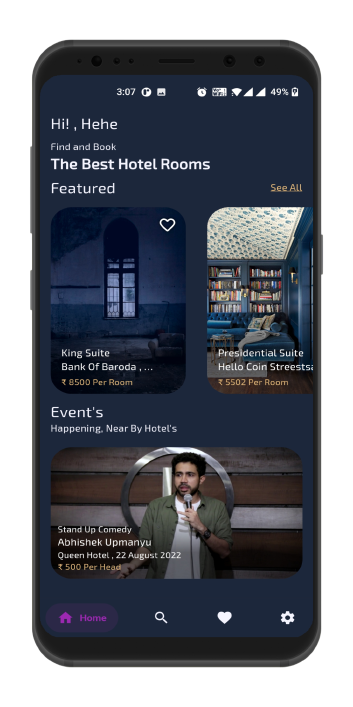 3:07
49%
Hi! , Hehe
Find and Book
The Best Hotel Rooms
Featured
See All
King Suite
Bank Of Baroda , ...
₹ 8500 Per Room
Presidential Suite
Hello Coin Streetsa
₹ 5502 Per Room
Event's
Happening, Near By Hotel's
Stand Up Comedy
Abhishek Upmanyu
Queen Hotel , 22 August 2022
₹ 500 Per Head
Home